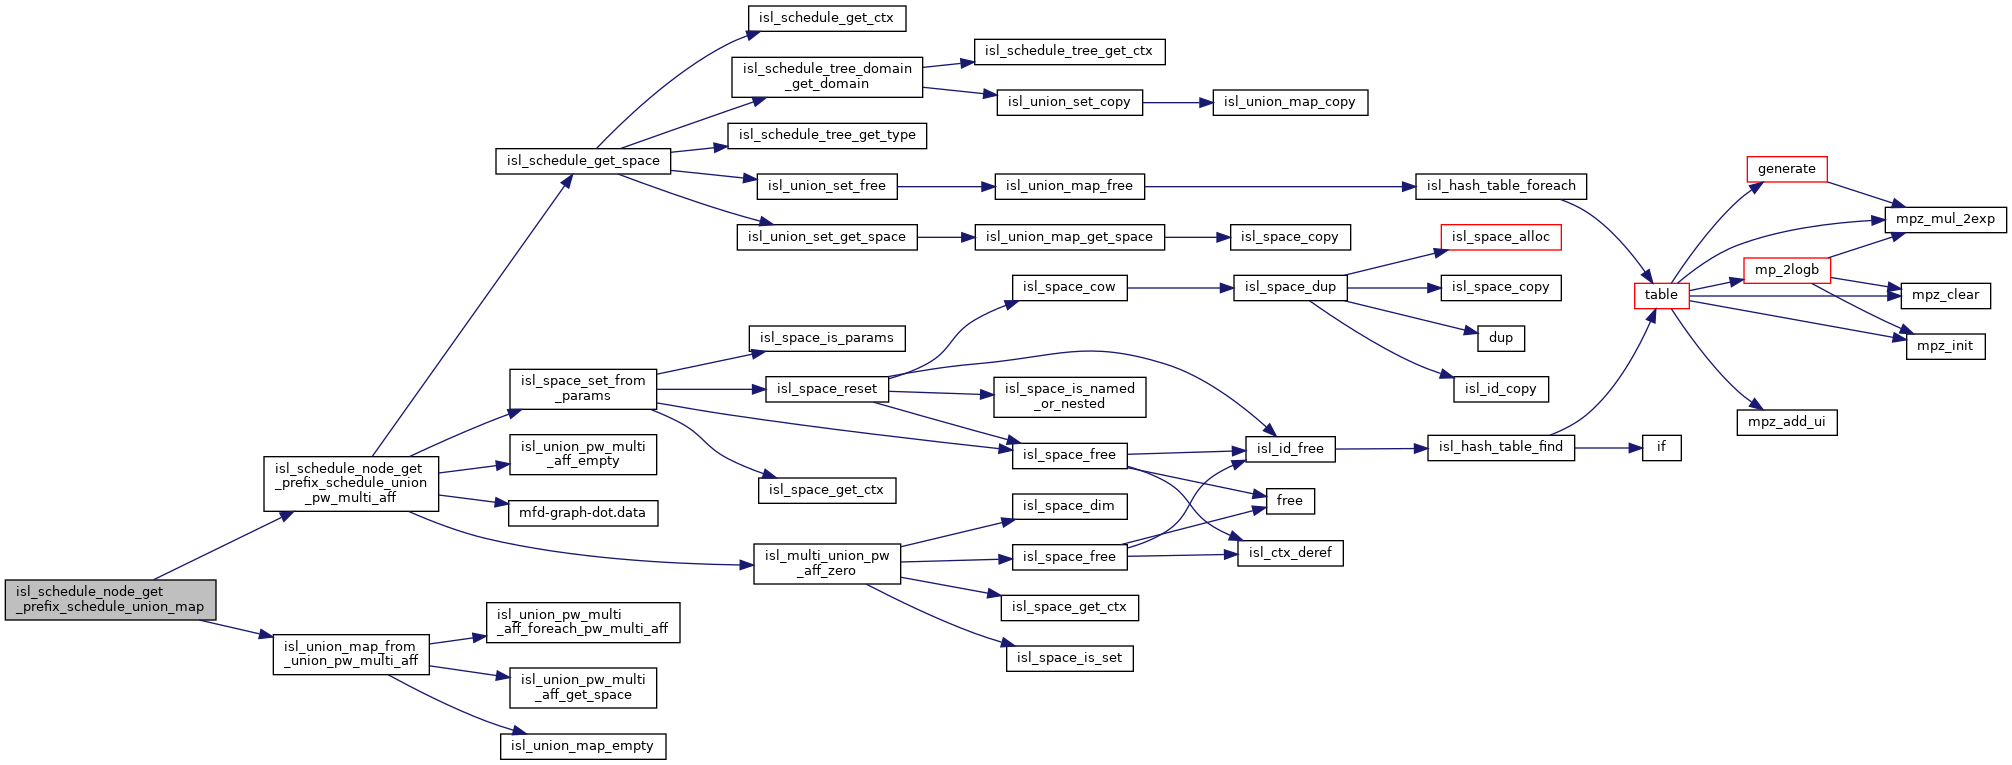 isl_schedule_node_get
_prefix_schedule_union_map
isl_schedule_node_get
_prefix_schedule_union
_pw_multi_aff
isl_union_map_from
_union_pw_multi_aff
isl_schedule_get_space
isl_space_set_from
_params
isl_union_pw_multi
_aff_empty
mfd-graph-dot.data
isl_union_pw_multi
_aff_foreach_pw_multi_aff
isl_union_pw_multi
_aff_get_space
isl_union_map_empty
isl_schedule_get_ctx
isl_schedule_tree_domain
_get_domain
isl_schedule_tree_get_type
isl_union_set_free
isl_union_set_get_space
isl_space_is_params
isl_space_reset
isl_space_get_ctx
isl_multi_union_pw
_aff_zero
isl_schedule_tree_get_ctx
isl_union_set_copy
isl_union_map_free
isl_union_map_get_space
isl_space_cow
isl_space_is_named
_or_nested
isl_space_free
isl_space_dim
isl_space_free
isl_space_get_ctx
isl_space_is_set
isl_union_map_copy
isl_space_copy
isl_space_dup
isl_id_free
free
isl_ctx_deref
isl_hash_table_foreach
isl_space_alloc
isl_space_copy
dup
isl_id_copy
isl_hash_table_find
table
if
generate
mp_2logb
mpz_add_ui
mpz_mul_2exp
mpz_clear
mpz_init